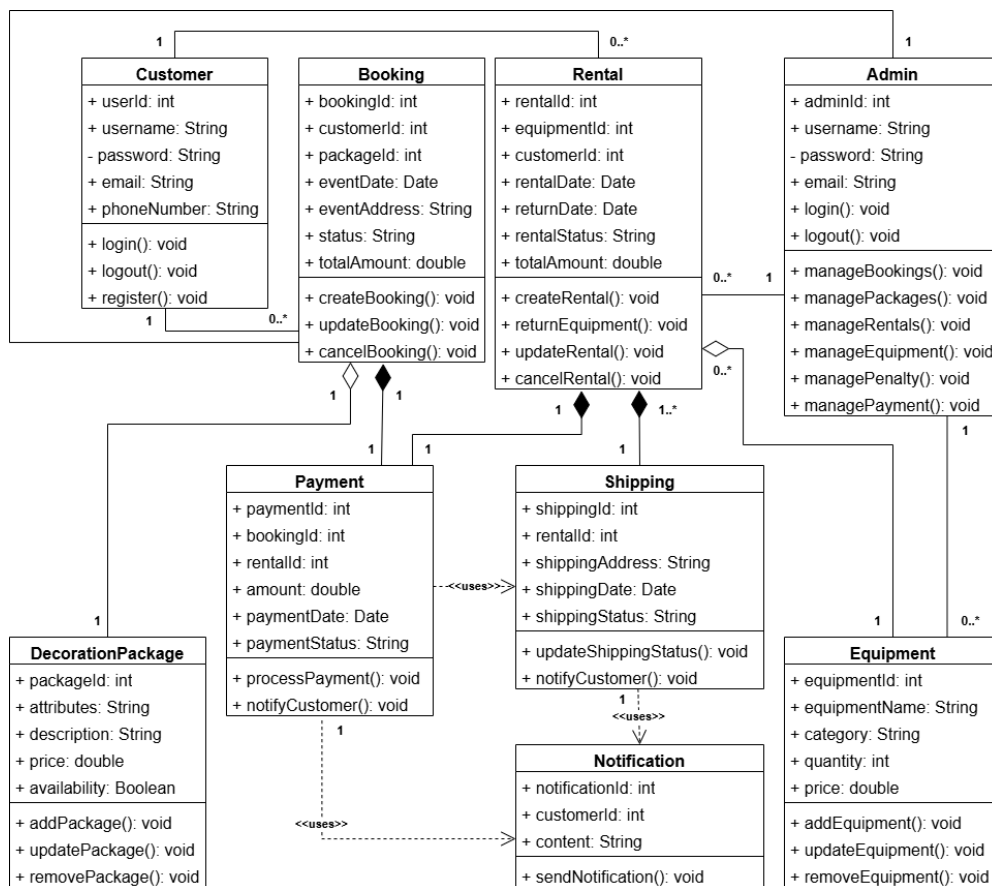 1
0..*
1
1
Customer
+ userId: int
+ username: String
- password: String
+ email: String
+ phoneNumber: String
+ login(): void
+ logout(): void
+ register(): void
1
0..*
Booking
+ bookingId: int
+ customerId: int
+ packageId: int
+ eventDate: Date
+ eventAddress: String
+ status: String
+ totalAmount: double
+ createBooking(): void
+ updateBooking(): void
+ cancelBooking(): void
1
1
Rental
+ rentalId: int
+ equipmentId: int
+ customerId: int
+ rentalDate: Date
+ returnDate: Date
+ rentalStatus: String
+ totalAmount: double
+ createRental(): void
+ returnEquipment(): void
+ updateRental(): void
+ cancelRental(): void
0..*
1
0..*
1
1..*
Admin
+ adminId: int
+ username: String
- password: String
+ email: String
+ login(): void
+ logout(): void
+ manageBookings(): void
+ managePackages(): void
+ manageRentals(): void
+ manageEquipment(): void
+ managePenalty(): void
+ managePayment(): void
1
1
1
1
Payment
+ paymentId: int
+ bookingId: int
+ rentalId: int
+ amount: double
+ paymentDate: Date
+ paymentStatus: String
+ processPayment(): void
+ notifyCustomer(): void
1
<<uses>>
Shipping
+ shippingId: int
+ rentalId: int
+ shippingAddress: String
+ shippingDate: Date
+ shippingStatus: String
+ updateShippingStatus(): void
+ notifyCustomer(): void
1
<<uses>>
1
DecorationPackage
+ packageId: int
+ attributes: String
+ description: String
+ price: double
+ availability: Boolean
+ addPackage(): void
+ updatePackage(): void
+ removePackage(): void
<<uses>>
Notification
+ notificationId: int
+ customerId: int
+ content: String
+ sendNotification(): void
1
0..*
Equipment
+ equipmentId: int
+ equipmentName: String
+ category: String
+ quantity: int
+ price: double
+ addEquipment(): void
+ updateEquipment(): void
+ removeEquipment(): void